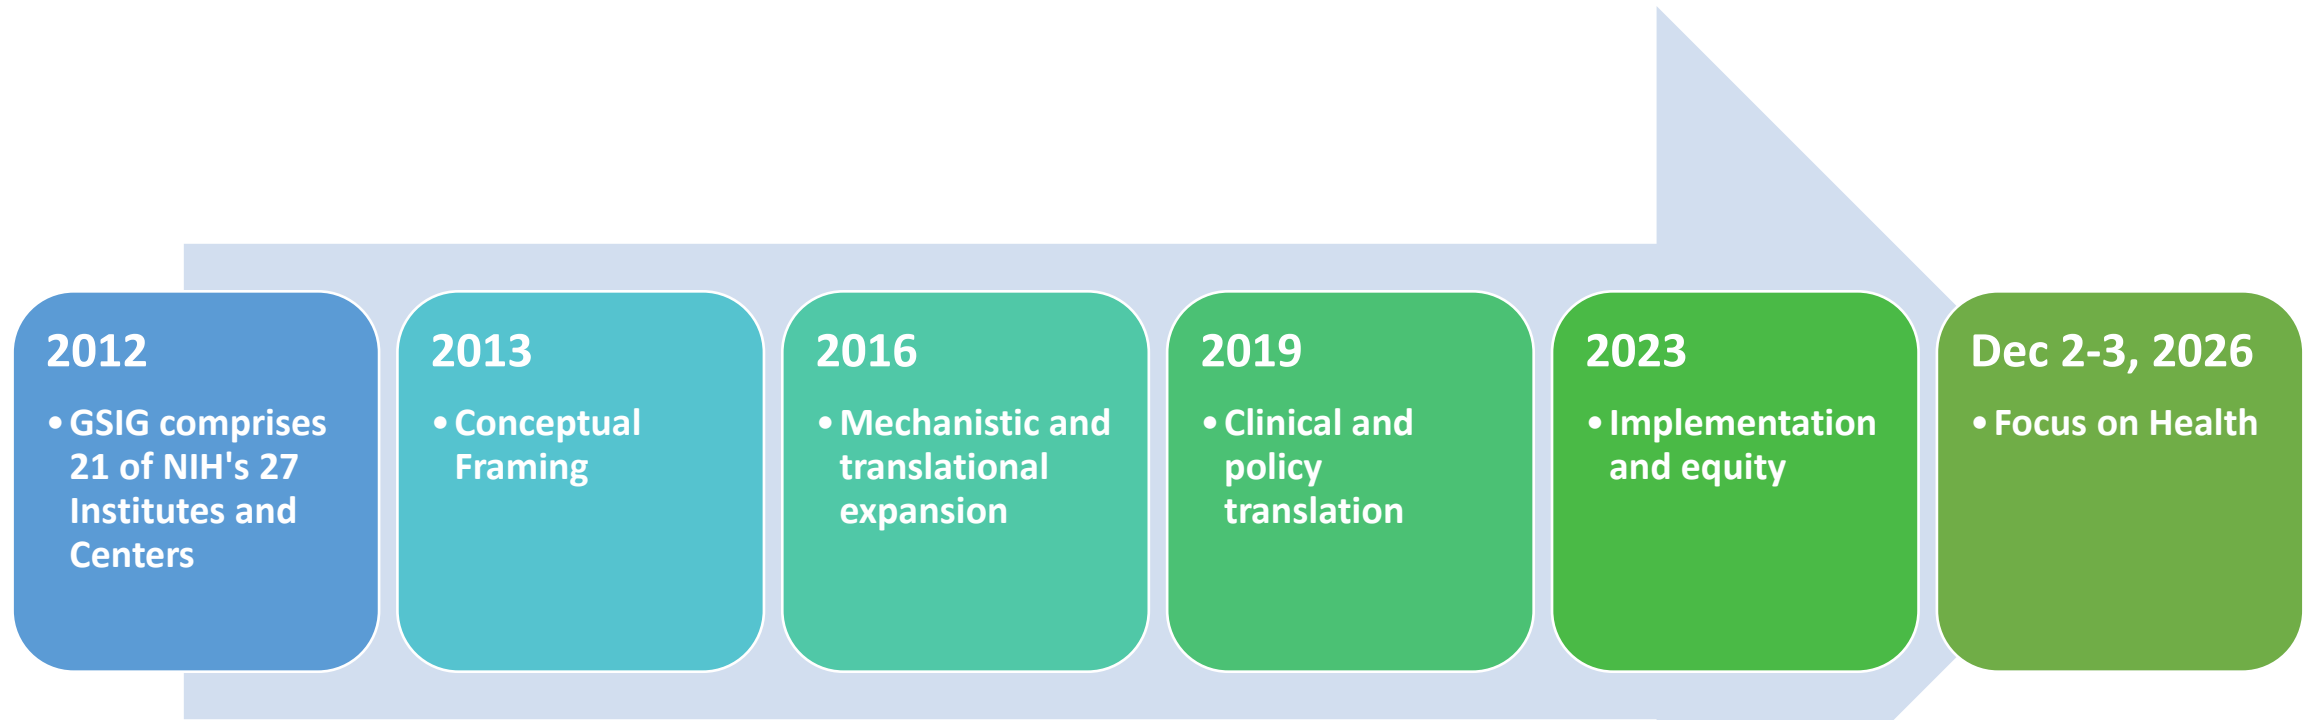 2012
• GSIG comprises
21 of NIH's 27
Institutes and
Centers
2013
• Conceptual
Framing
2016
• Mechanistic and
translational
expansion
2019
• Clinical and
policy
translation
2023
• Implementation
and equity
Dec 2-3, 2026
• Focus on Health